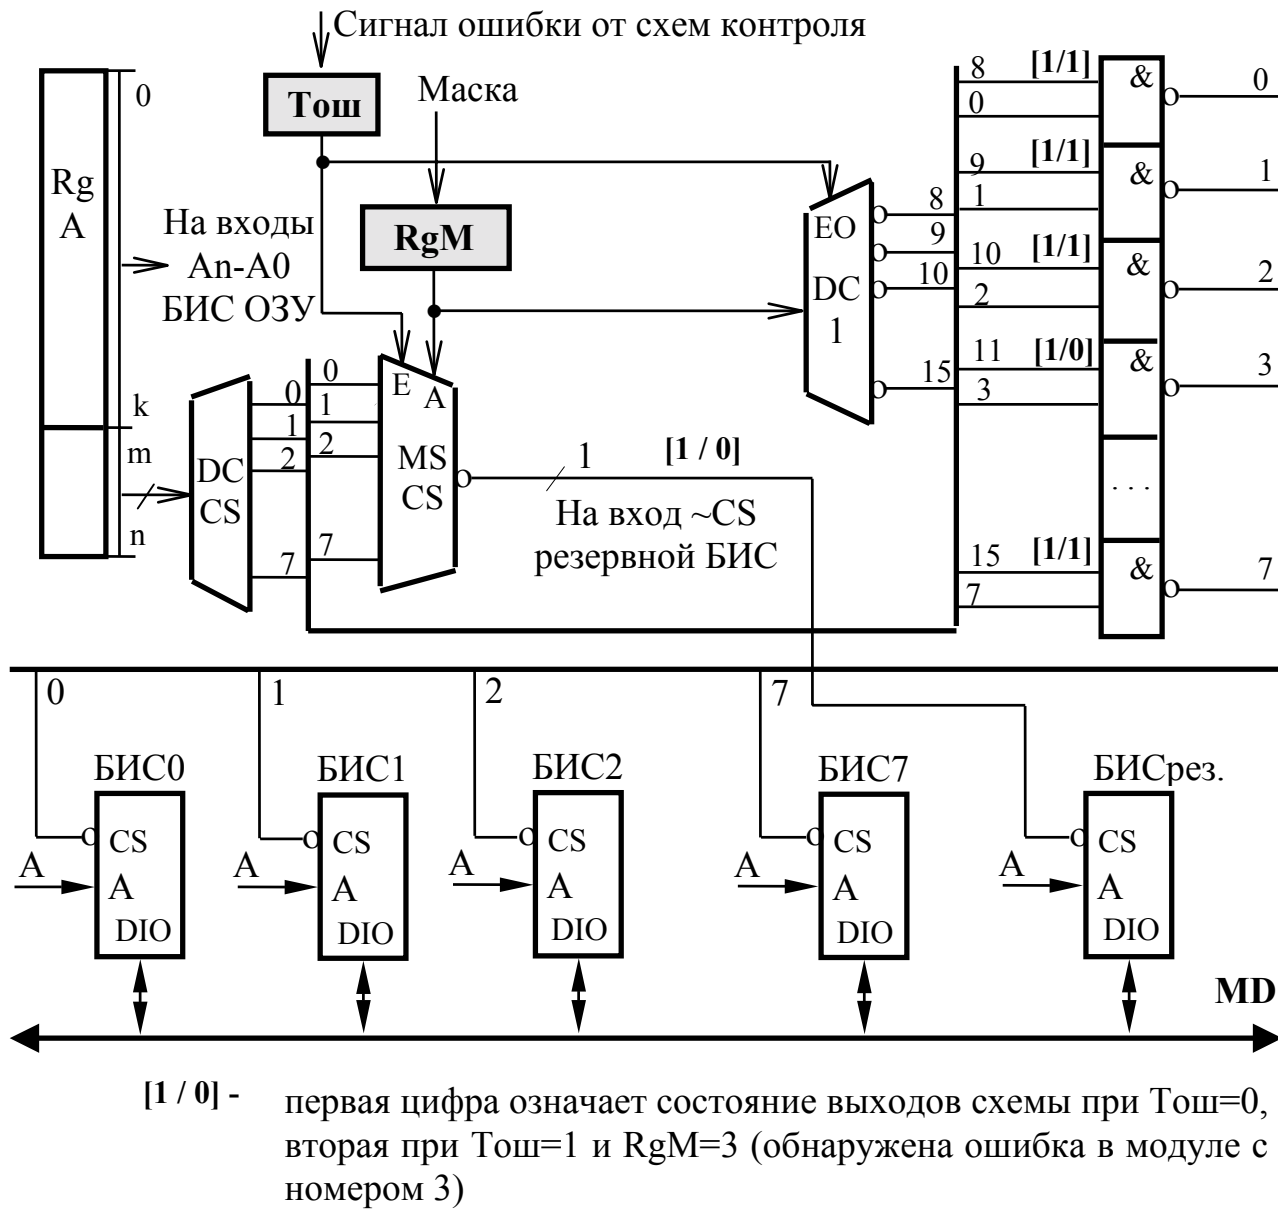 Сигнал ошибки от схем контроля
Тош
Маска
0
Rg
A
На входы
An-A0
БИС ОЗУ
RgM
k
m
n
DC
CS
0
1
2
7
0
1
2
7
E
A
MS
CS
1
[1 / 0]
На вход ~CS
резервной БИС
EO
DC
1
8
9
10
15
8 [1/1] & 0
0
9 [1/1] & 1
1
10 [1/1] & 2
2
11 [1/0] & 3
3
. . .
15 [1/1] & 7
7
0 1 2 7
БИС0 БИС1 БИС2 БИС7 БИСрез.
CS CS CS CS CS
A A A A A
A A A A A
DIO DIO DIO DIO DIO
MD
[1 / 0] - первая цифра означает состояние выходов схемы при Тош=0,
вторая при Тош=1 и RgM=3 (обнаружена ошибка в модуле с
номером 3)